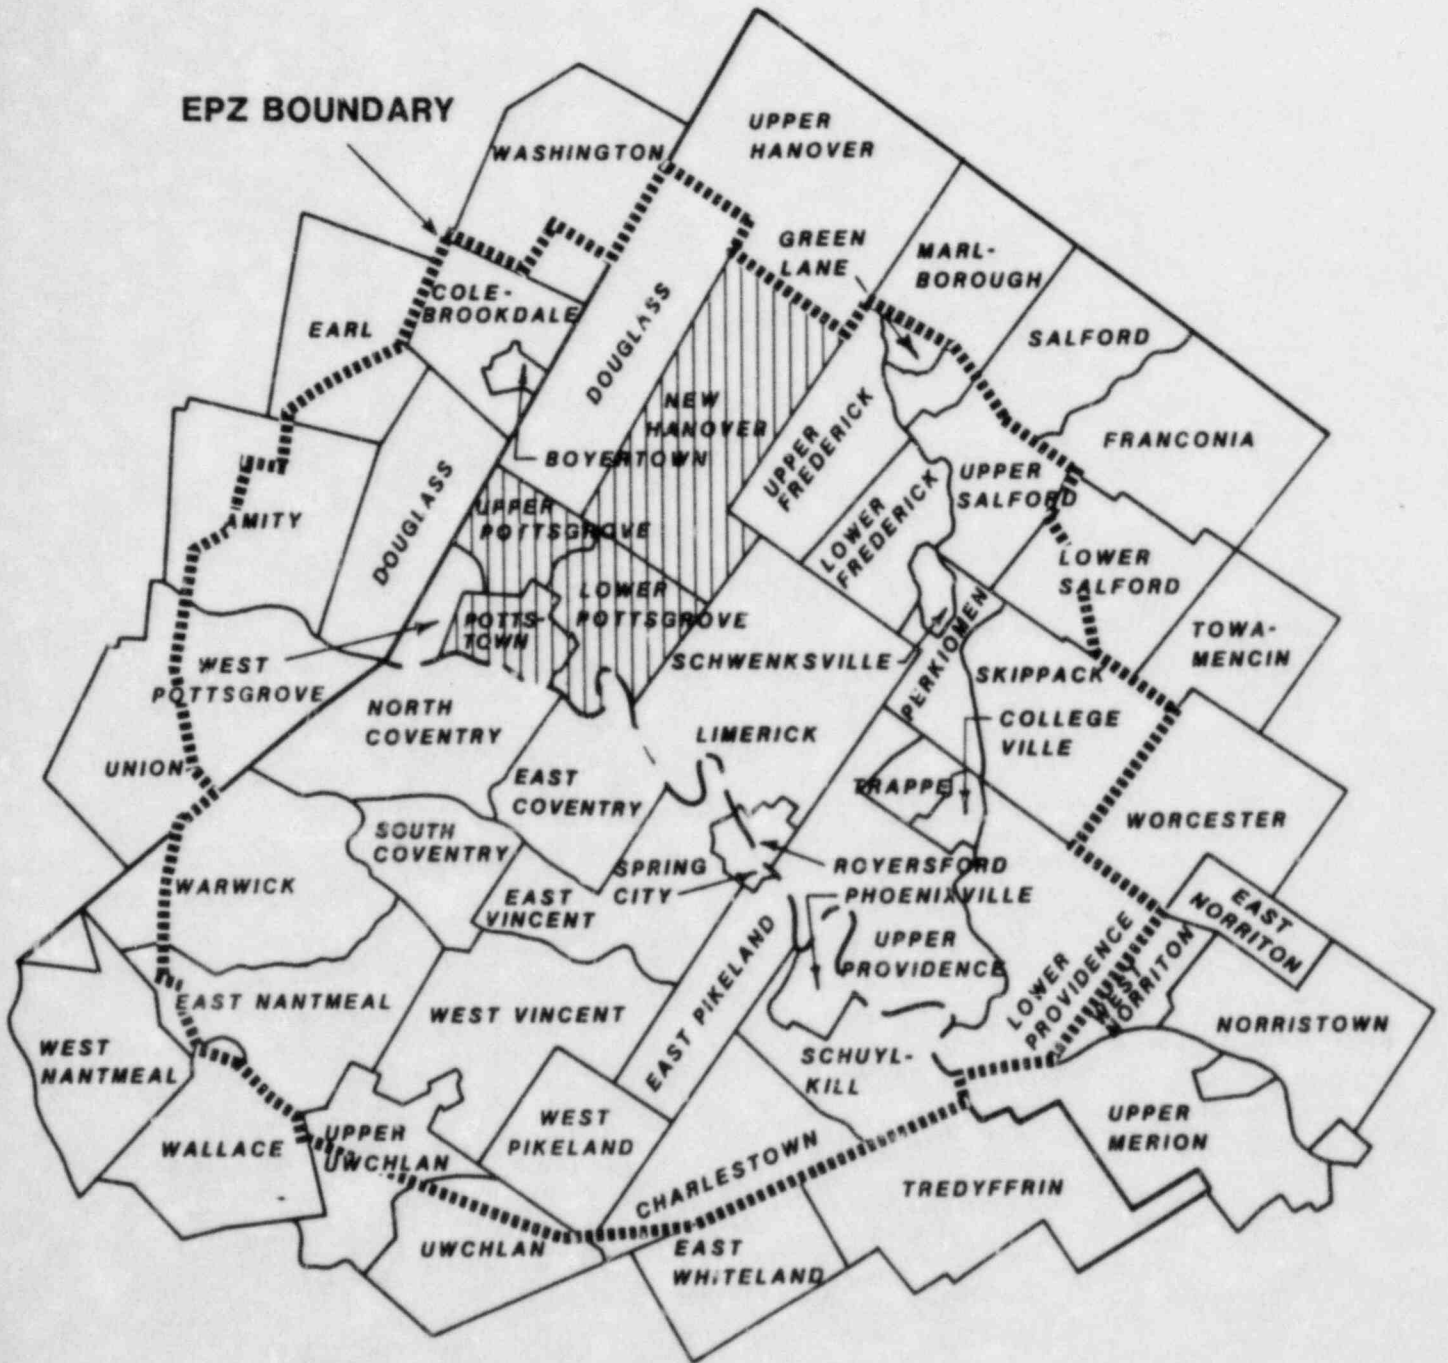 EPZ BOUNDARY
UPPER
HANOVER
WASHINGTON
GREEN
LANE
MARL-
BOROUGH
COLE-
BROOKDALE
EARL
SALFORD
DOUGLASS
NEW
HANOVER
UPPER
FREDERICK
FRANCONIA
BOYERTOWN
UPPER
SALFORD
AMITY
DOUGLASS
UPPER
POTTSGROVE
LOWER
FREDERICK
LOWER
SALFORD
LOWER
POTTSGROVE
POTTS-
TOWN
TOWA-
MENCIN
WEST
POTTSGROVE
SCHWENKSVILLE
PERKIOMEN
SKIPPACK
NORTH
COVENTRY
LIMERICK
COLLEGE
VILLE
UNION
EAST
COVENTRY
TRAPPE
WORCESTER
SOUTH
COVENTRY
ROYERSFORD
SPRING
CITY
PHOENIXVILLE
WARWICK
EAST
VINCENT
EAST
NORRITON
UPPER
PROVIDENCE
LOWER
PROVIDENCE
WEST
NORRITON
EAST NANTMEAL
WEST VINCENT
EAST PIKELAND
NORRISTOWN
WEST
NANTMEAL
SCHUYL-
KILL
WEST
PIKELAND
UPPER
MERION
WALLACE
UPPER
UWCHLAN
CHARLESTOWN
TREDYFFRIN
UWCHLAN
EAST
WHITELAND